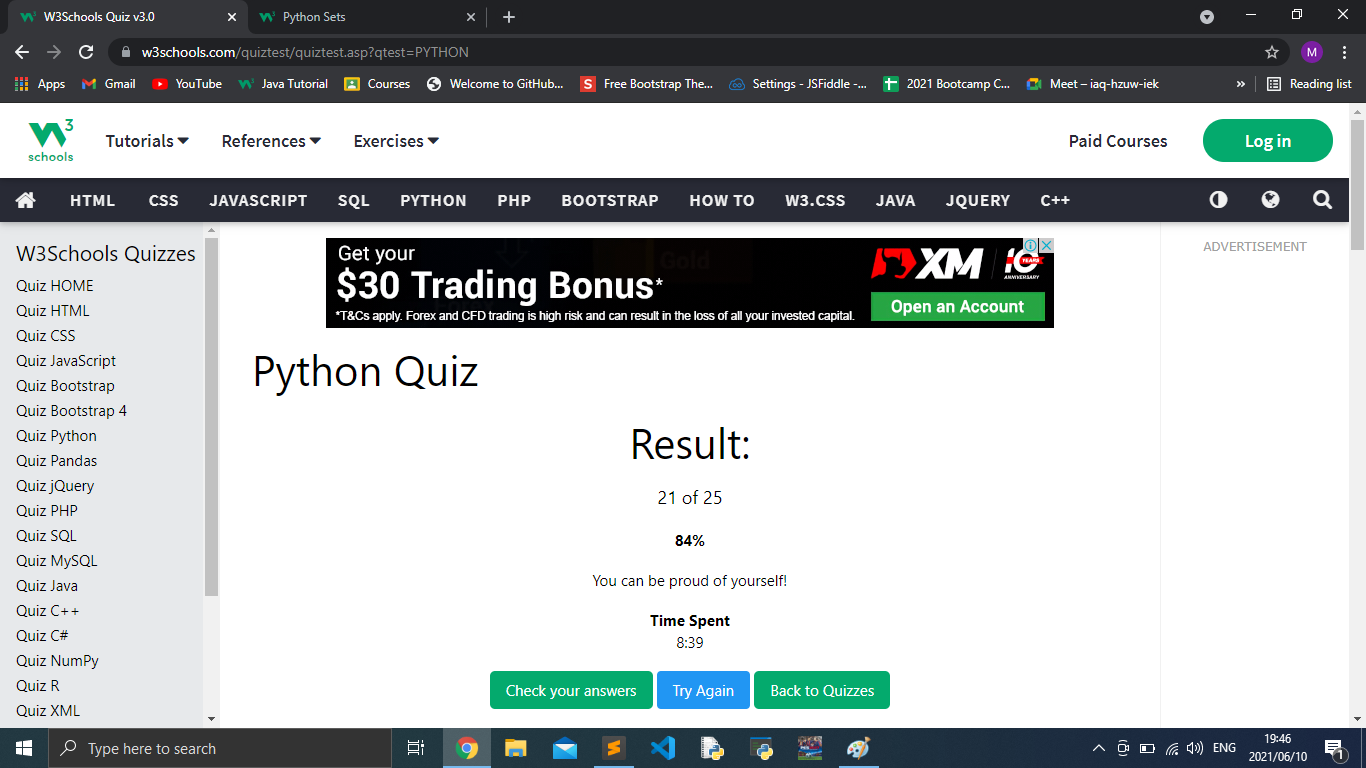 W3Schools Quiz v3.0
Python Sets
w3schools.com/quiztest/quiztest.asp?qtest=PYTHON
M
Apps
Gmail
YouTube
Java Tutorial
Courses
Welcome to GitHub...
S
Free Bootstrap The...
Settings - JSFiddle -...
2021 Bootcamp C...
Meet – iaq-hzuw-iek
»
Reading list
W3
schools
Tutorials
References
Exercises
Paid Courses
Log in
HTML
CSS
JAVASCRIPT
SQL
PYTHON
PHP
BOOTSTRAP
HOW TO
W3.CSS
JAVA
JQUERY
C++
W3Schools Quizzes
Quiz HOME
Quiz HTML
Quiz CSS
Quiz JavaScript
Quiz Bootstrap
Quiz Bootstrap 4
Quiz Python
Quiz Pandas
Quiz jQuery
Quiz PHP
Quiz SQL
Quiz MySQL
Quiz Java
Quiz C++
Quiz C#
Quiz NumPy
Quiz R
Quiz XML
Get your
$30 Trading Bonus*
*T&Cs apply. Forex and CFD trading is high risk and can result in the loss of all your invested capital.
Gold
XM
10 YEARS
ANNIVERSARY
Open an Account
ADVERTISEMENT
Python Quiz
Result:
21 of 25
84%
You can be proud of yourself!
Time Spent
8:39
Check your answers
Try Again
Back to Quizzes
Type here to search
ENG
19:46
2021/06/10
1